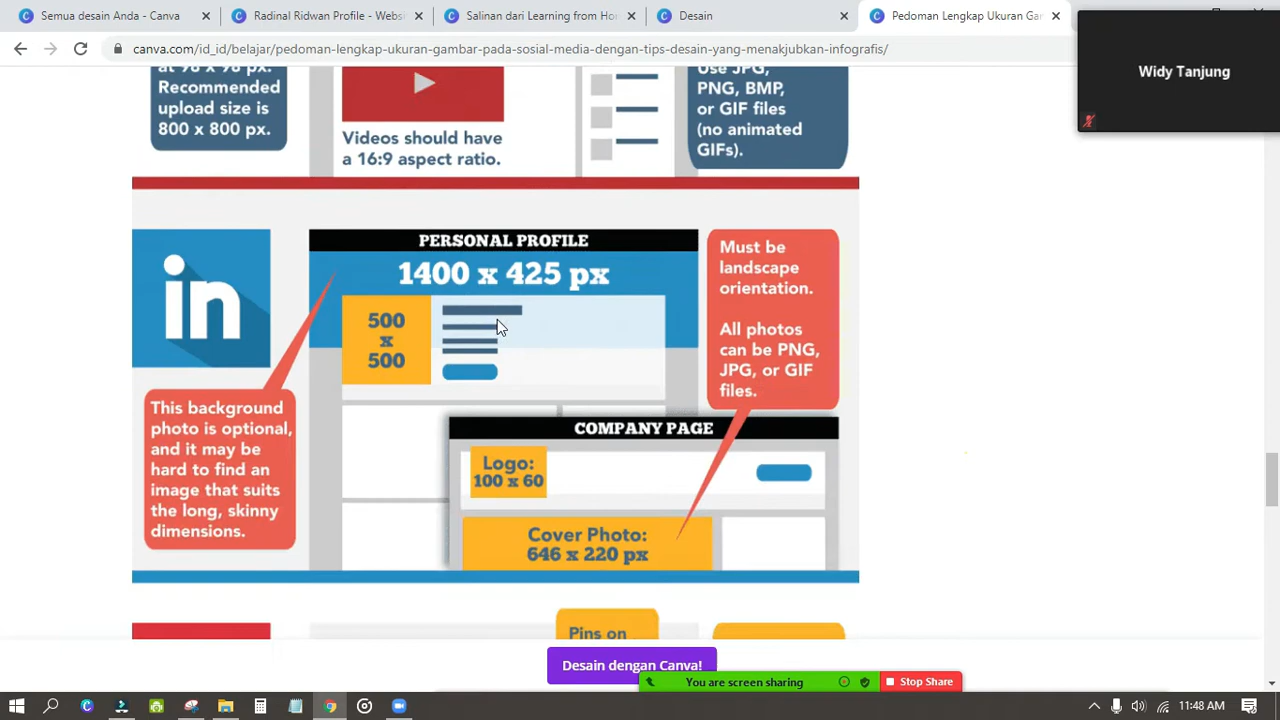 Semua desain Anda - Canva
Radinal Ridwan Profile - Webs
Salinan dari Learning from Ho
Desain
Pedoman Lengkap Ukuran Ga
canva.com/id_id/belajar/pedoman-lengkap-ukuran-gambar-pada-sosial-media-dengan-tips-desain-yang-menakjubkan-infografis/
Widy Tanjung
at 98 x 98 px.
Recommended
upload size is
800 x 800 px.
Videos should have
a 16:9 aspect ratio.
Use JPG,
PNG, BMP,
or GIF files
(no animated
GIFs).
in
PERSONAL PROFILE
1400 x 425 px
500
x
500
Must be
landscape
orientation.
All photos
can be PNG,
JPG, or GIF
files.
This background
photo is optional,
and it may be
hard to find an
image that suits
the long, skinny
dimensions.
COMPANY PAGE
Logo:
100 x 60
Cover Photo:
646 x 220 px
Pins on
Desain dengan Canva!
You are screen sharing
Stop Share
11:48 AM